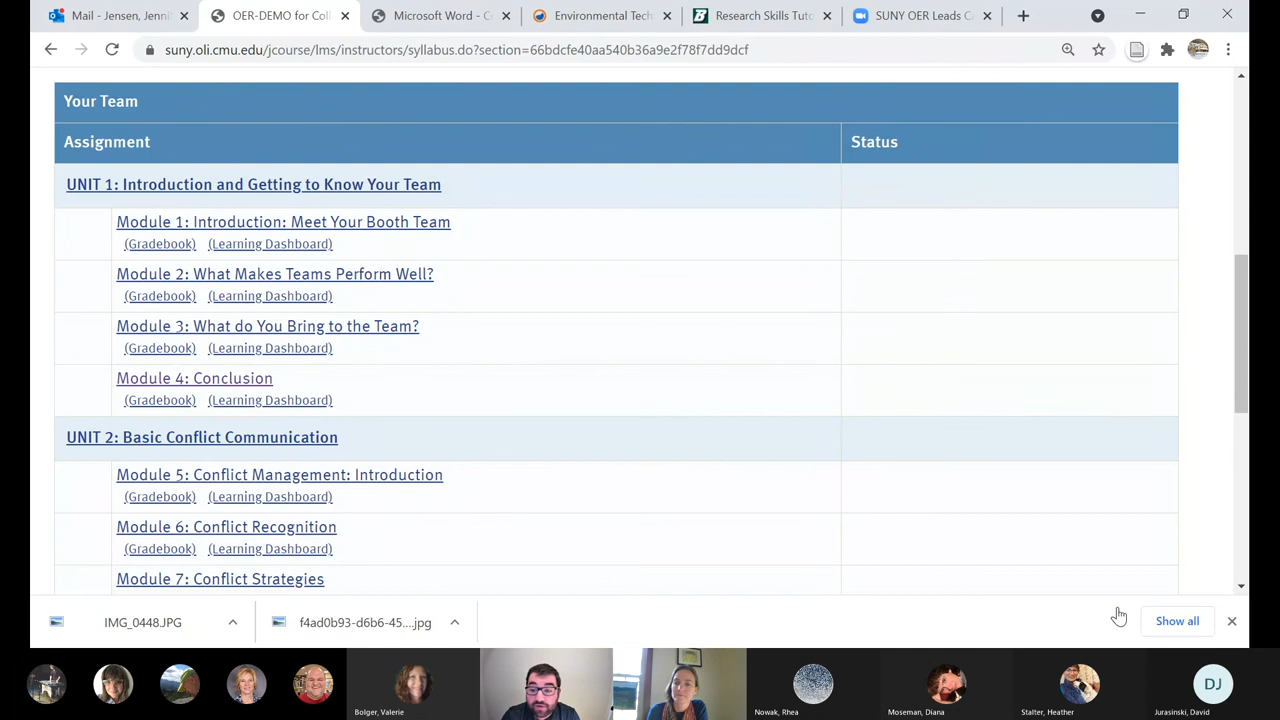 Mail - Jensen, Jenni
OER-DEMO for Coll
Microsoft Word - C
Environmental Tech
Research Skills Tuto
SUNY OER Leads Ca
suny.oli.cmu.edu/jcourse/lms/instructors/syllabus.do?section=66bdcfe40aa540b36a9e2f78f7dd9dcf
Your Team
Assignment Status
UNIT 1: Introduction and Getting to Know Your Team
Module 1: Introduction: Meet Your Booth Team
(Gradebook) (Learning Dashboard)
Module 2: What Makes Teams Perform Well?
(Gradebook) (Learning Dashboard)
Module 3: What do You Bring to the Team?
(Gradebook) (Learning Dashboard)
Module 4: Conclusion
(Gradebook) (Learning Dashboard)
UNIT 2: Basic Conflict Communication
Module 5: Conflict Management: Introduction
(Gradebook) (Learning Dashboard)
Module 6: Conflict Recognition
(Gradebook) (Learning Dashboard)
Module 7: Conflict Strategies
IMG_0448.JPG
f4ad0b93-d6b6-45....jpg
Show all
DJ
Bolger, Valerie
Nowak, Rhea
Moseman, Diana
Stalter, Heather
Jurasinski, David